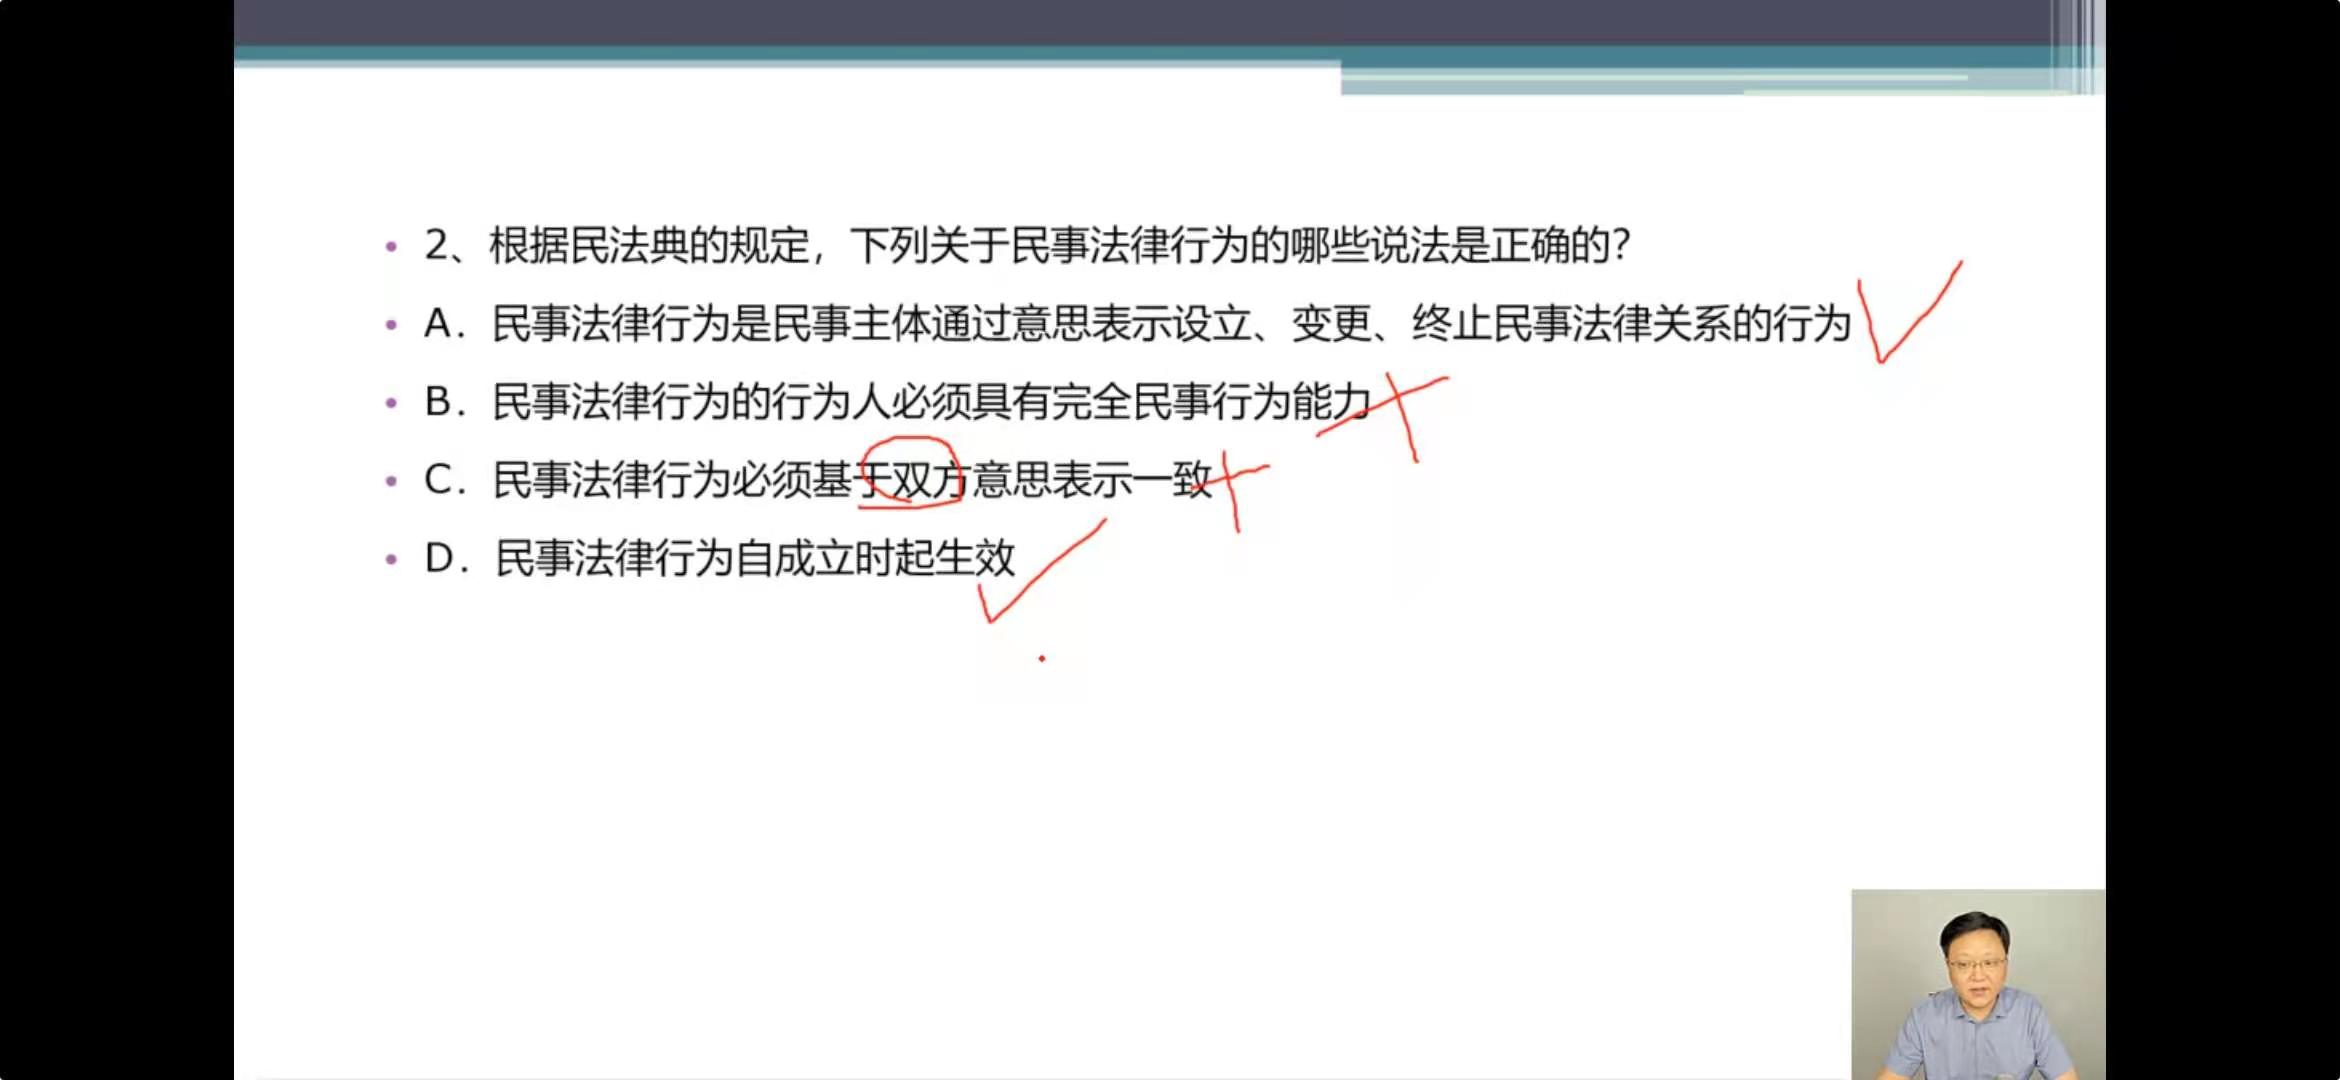 2、根据民法典的规定，下列关于民事法律行为的哪些说法是正确的？
A．民事法律行为是民事主体通过意思表示设立、变更、终止民事法律关系的行为
B．民事法律行为的行为人必须具有完全民事行为能力
C．民事法律行为必须基于双方意思表示一致
D．民事法律行为自成立时起生效